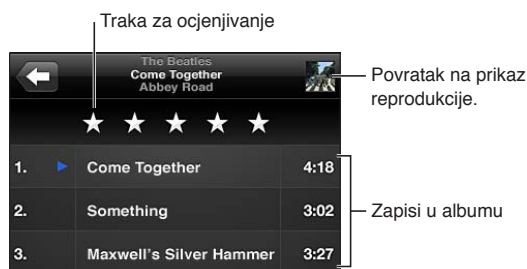 Traka za ocjenjivanje
The Beatles
Come Together
Abbey Road
Povratak na prikaz
reprodukcije.
1. Come Together 4:18
2. Something 3:02
3. Maxwell's Silver Hammer 3:27
Zapisi u albumu